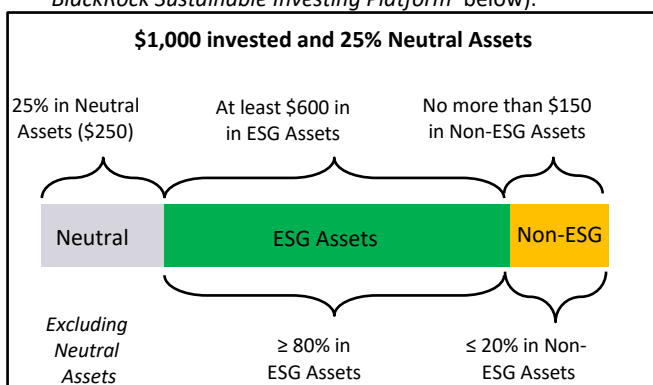 BlackRock Sustainable Investing Platform" below).
$1,000 invested and 25% Neutral Assets
25% in Neutral
Assets ($250)
At least $600 in
in ESG Assets
No more than $150
in Non-ESG Assets
Neutral
ESG Assets
Non-ESG
Excluding
Neutral
Assets
≥ 80% in
ESG Assets
≤ 20% in Non-
ESG Assets